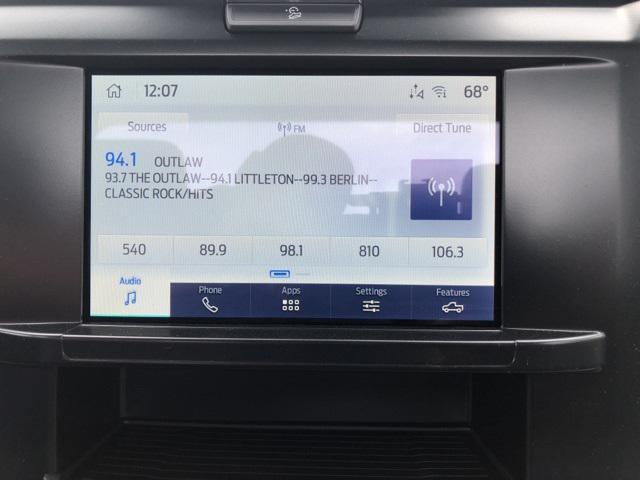 12:07 68°
Sources FM Direct Tune
94.1 OUTLAW
93.7 THE OUTLAW--94.1 LITTLETON--99.3 BERLIN--
CLASSIC ROCK/HITS
540 89.9 98.1 810 106.3
Audio Phone Apps Settings Features